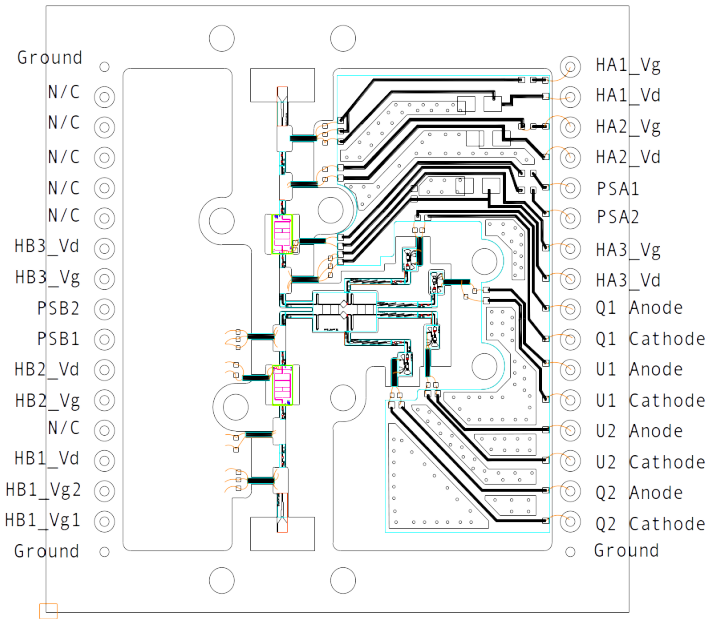 Ground
N/C
N/C
N/C
N/C
N/C
HB3_Vd
HB3_Vg
PSB2
PSB1
HB2_Vd
HB2_Vg
N/C
HB1_Vd
HB1_Vg2
HB1_Vg1
Ground
HA1_Vg
HA1_Vd
HA2_Vg
HA2_Vd
PSA1
PSA2
HA3_Vg
HA3_Vd
Q1 Anode
Q1 Cathode
U1 Anode
U1 Cathode
U2 Anode
U2 Cathode
Q2 Anode
Q2 Cathode
Ground